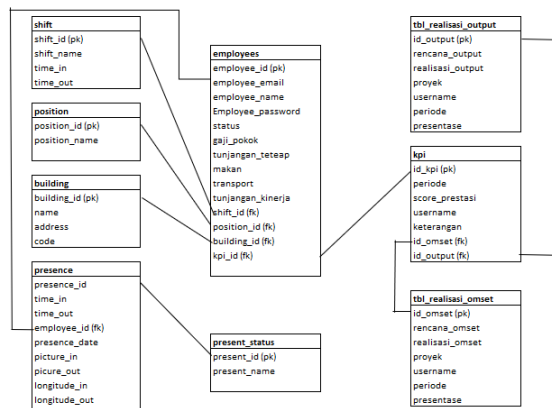 shift
shift_id (pk)
shift_name
time_in
time_out
position
position_id (pk)
position_name
building
building_id (pk)
name
address
code
presence
presence_id
time_in
time_out
employee_id (fk)
presence_date
picture_in
picure_out
longitude_in
longitude_out
employees
employee_id (pk)
employee_email
employee_name
Employee_password
status
gaji_pokok
tunjangan_teteap
makan
transport
tunjangan_kinerja
shift_id (fk)
position_id (fk)
building_id (fk)
kpi_id (fk)
present_status
present_id (pk)
present_name
tbl_realisasi_output
id_output (pk)
rencana_output
realisasi_output
proyek
username
periode
presentase
kpi
id_kpi (pk)
periode
score_prestasi
username
keterangan
id_omset (fk)
id_output (fk)
tbl_realisasi_omset
id_omset (pk)
rencana_omset
realisasi_omset
proyek
username
periode
presentase